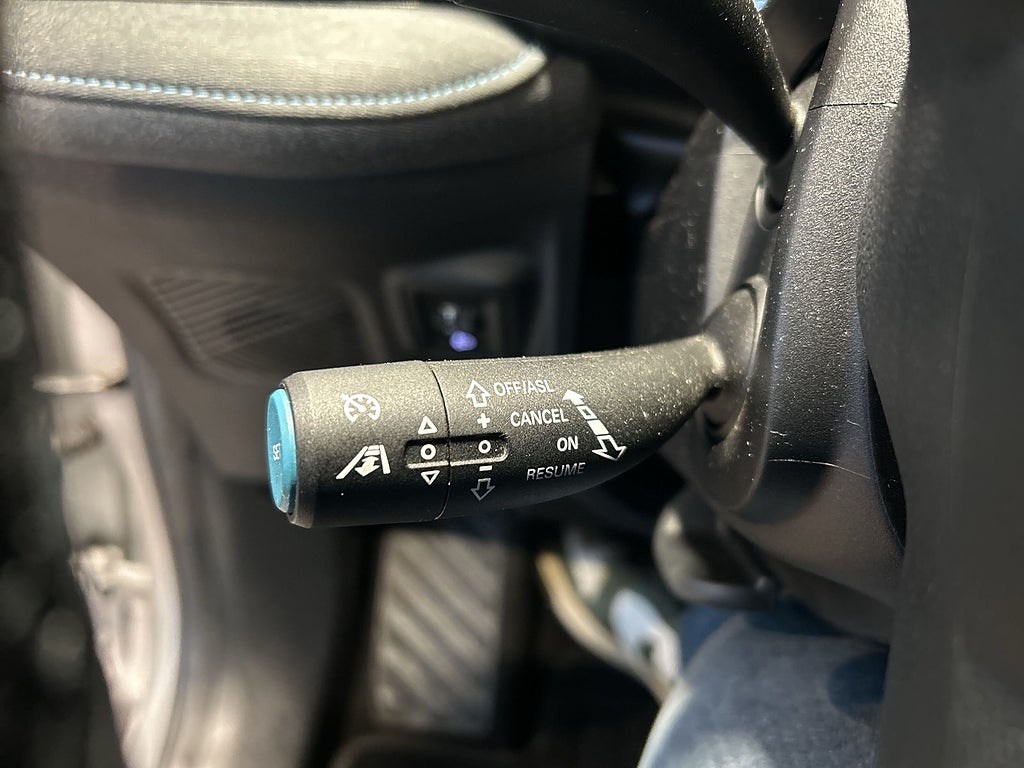 OFF/ASL
+
CANCEL
ON
−
RESUME